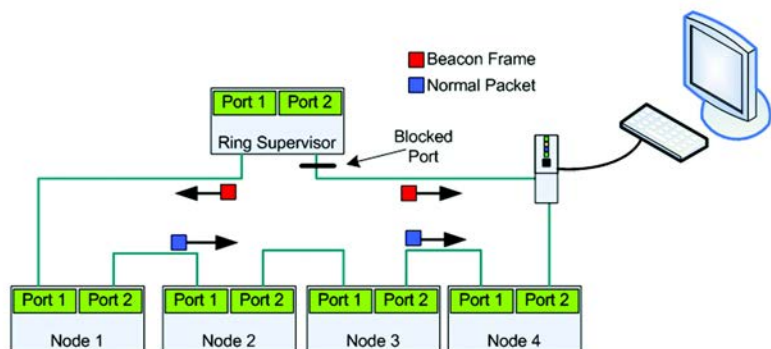 Beacon Frame
Normal Packet
Port 1 Port 2
Ring Supervisor
Blocked
Port
Port 1 Port 2 Port 1 Port 2 Port 1 Port 2 Port 1 Port 2
Node 1 Node 2 Node 3 Node 4